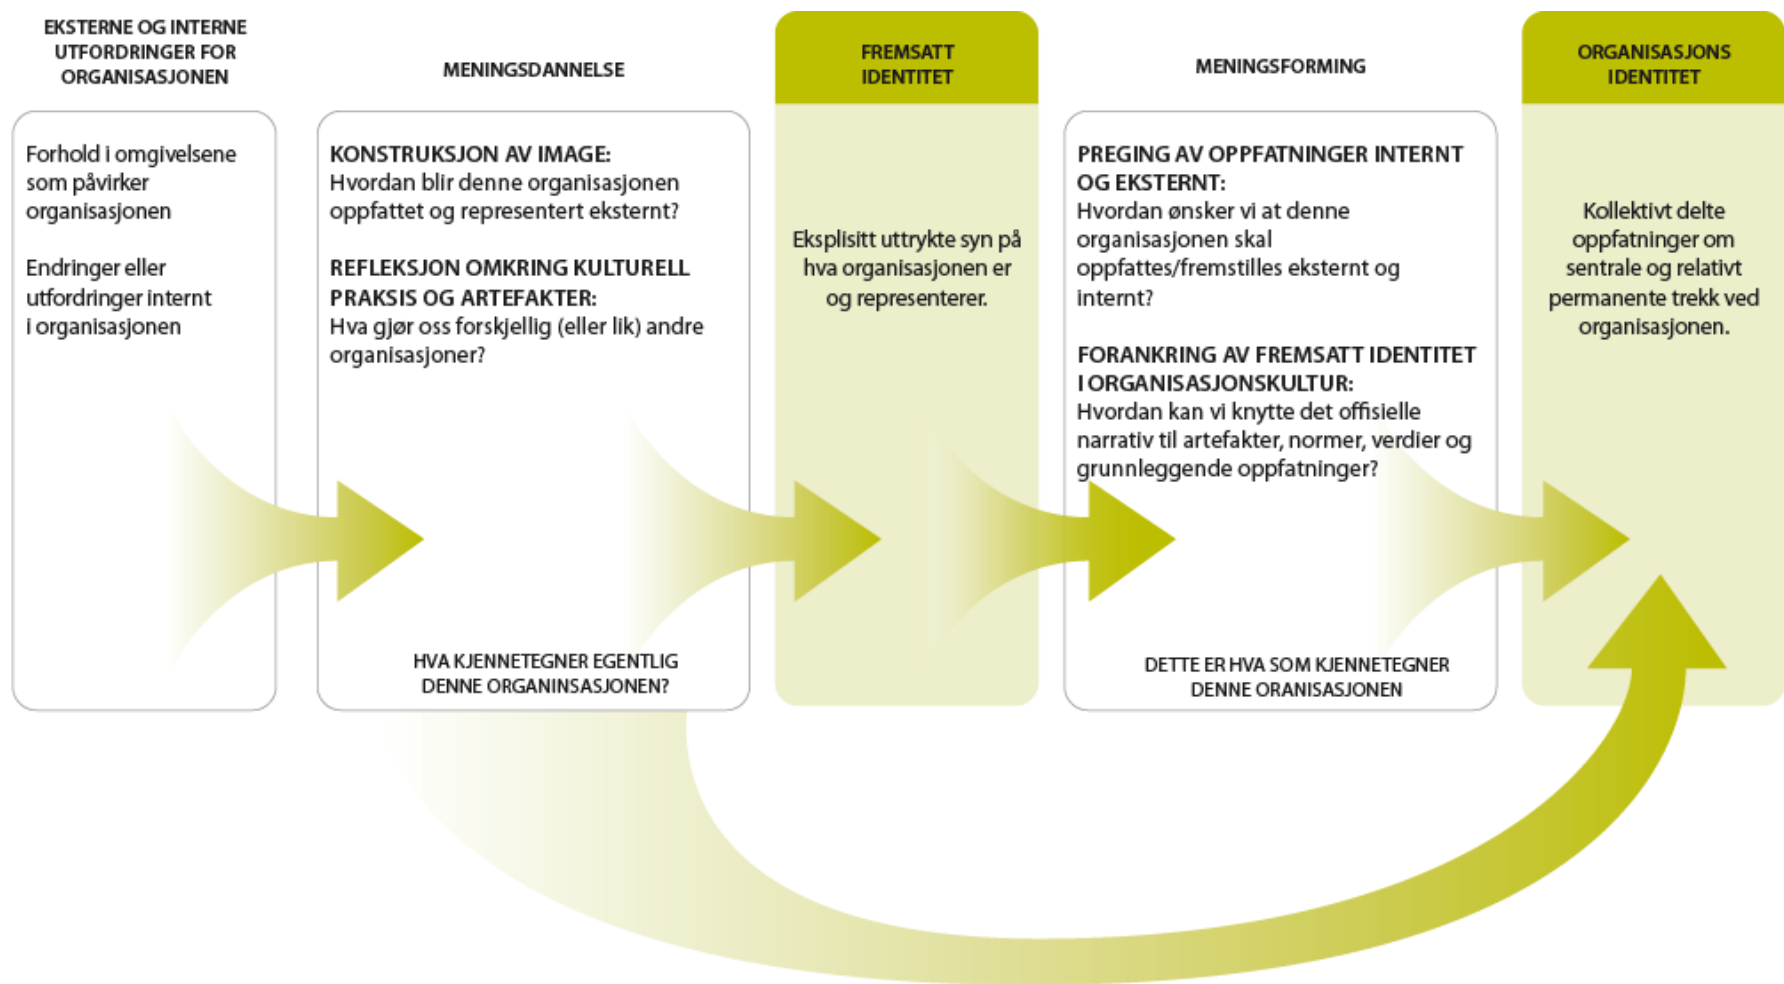 EKSTERNE OG INTERNE
UTFORDRINGER FOR
ORGANISASJONEN
Forhold i omgivelsene
som påvirker
organisasjonen
Endringer eller
utfordringer internt
i organisasjonen
MENINGSDANNELSE
KONSTRUKSJON AV IMAGE:
Hvordan blir denne organisasjonen
oppfattet og representert eksternt?
REFLEKSJON OMKRING KULTURELL
PRAKSIS OG ARTEFAKTER:
Hva gjør oss forskjellig (eller lik) andre
organisasjoner?
HVA KJENNETEGNER EGENTLIG
DENNE ORGANINSASJONEN?
FREMSATT
IDENTITET
Eksplisitt uttrykte syn på
hva organisasjonen er
og representerer.
MENINGSFORMING
PREGING AV OPPFATNINGER INTERNT
OG EKSTERNT:
Hvordan ønsker vi at denne
organisasjonen skal
oppfattes/fremstilles eksternt og
internt?
FORANKRING AV FREMSATT IDENTITET
I ORGANISASJONSKULTUR:
Hvordan kan vi knytte det offisielle
narrativ til artefakter, normer, verdier og
grunnleggende oppfatninger?
DETTE ER HVA SOM KJENNETEGNER
DENNE ORANISASJONEN
ORGANISASJONS
IDENTITET
Kollektivt delte
oppfatninger om
sentrale og relativt
permanente trekk ved
organisasjonen.